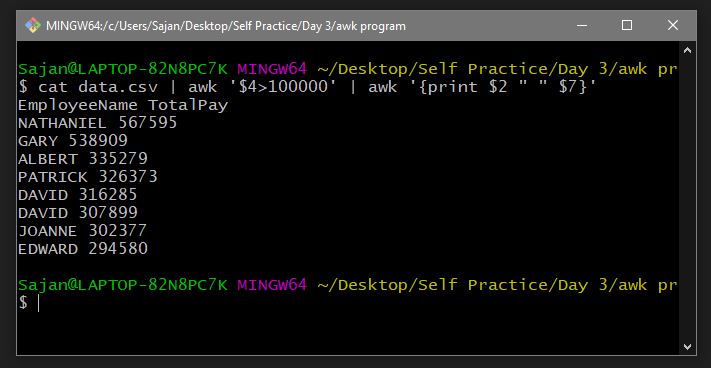 MINGW64:/c/Users/Sajan/Desktop/Self Practice/Day 3/awk program
Sajan@LAPTOP-82N8PC7K MINGW64 ~/Desktop/Self Practice/Day 3/awk pr
$ cat data.csv | awk '$4>100000' | awk '{print $2 " " $7}'
EmployeeName TotalPay
NATHANIEL 567595
GARY 538909
ALBERT 335279
PATRICK 326373
DAVID 316285
DAVID 307899
JOANNE 302377
EDWARD 294580
Sajan@LAPTOP-82N8PC7K MINGW64 ~/Desktop/Self Practice/Day 3/awk pr
$